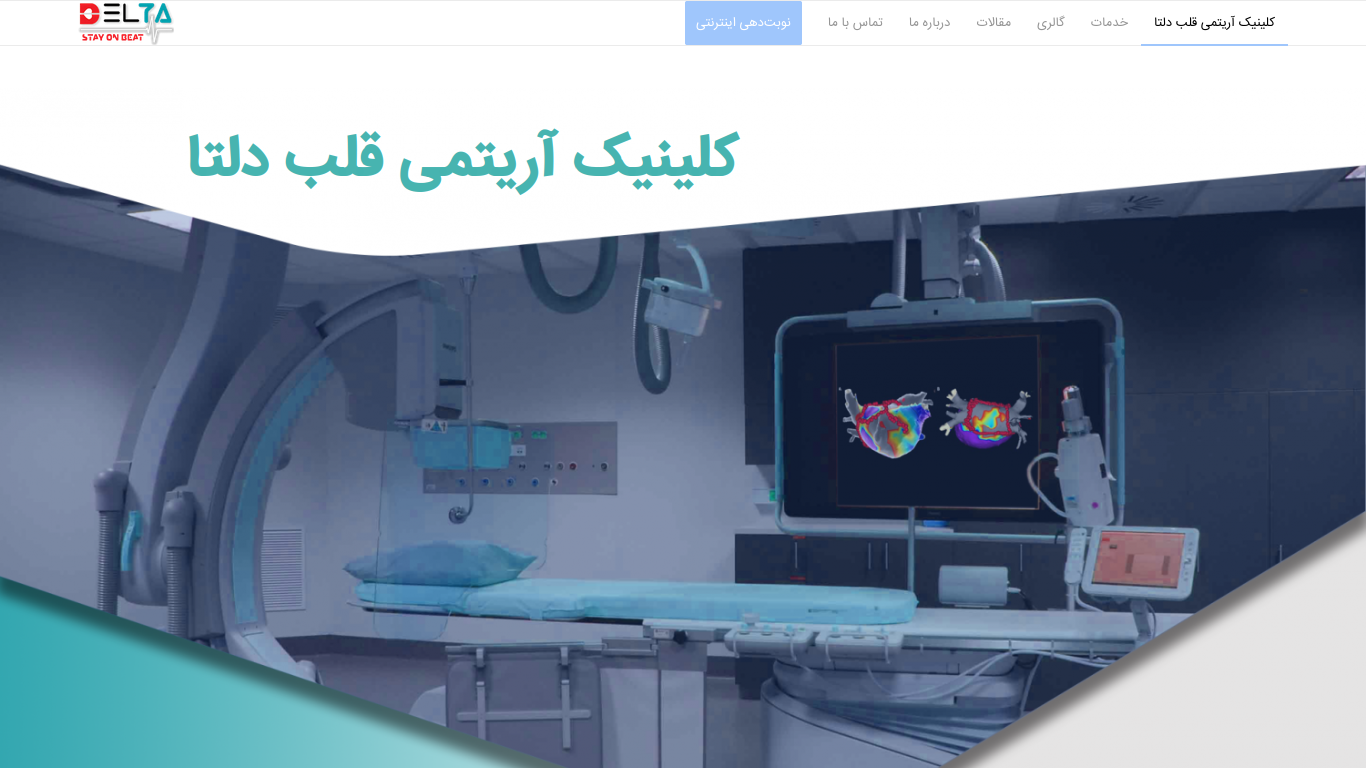 کلینیک آریتمی قلب دلتا
خدمات
گالری
مقالات
درباره ما
تماس با ما
نوبت‌دهی اینترنتی
DELTA
STAY ON BEAT
کلینیک آریتمی قلب دلتا